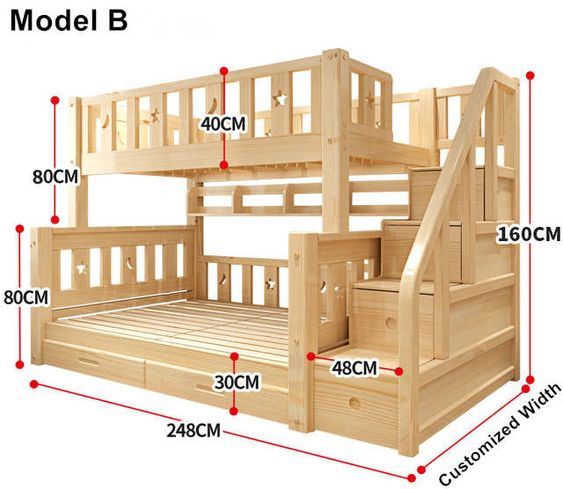 Model B
40CM
80CM
160CM
80CM
48CM
30CM
248CM
Customized Width